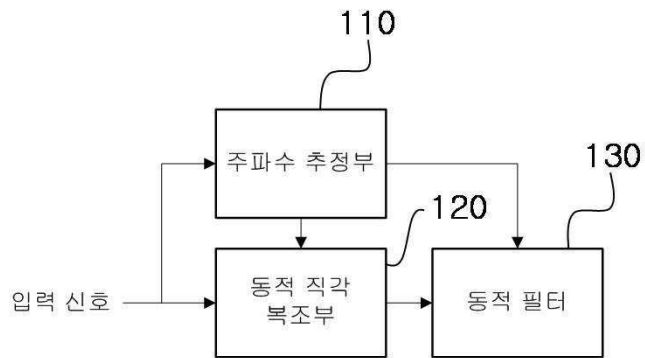 110
주파수 추정부
130
120
입력 신호
동적 직각
복조부
동적 필터